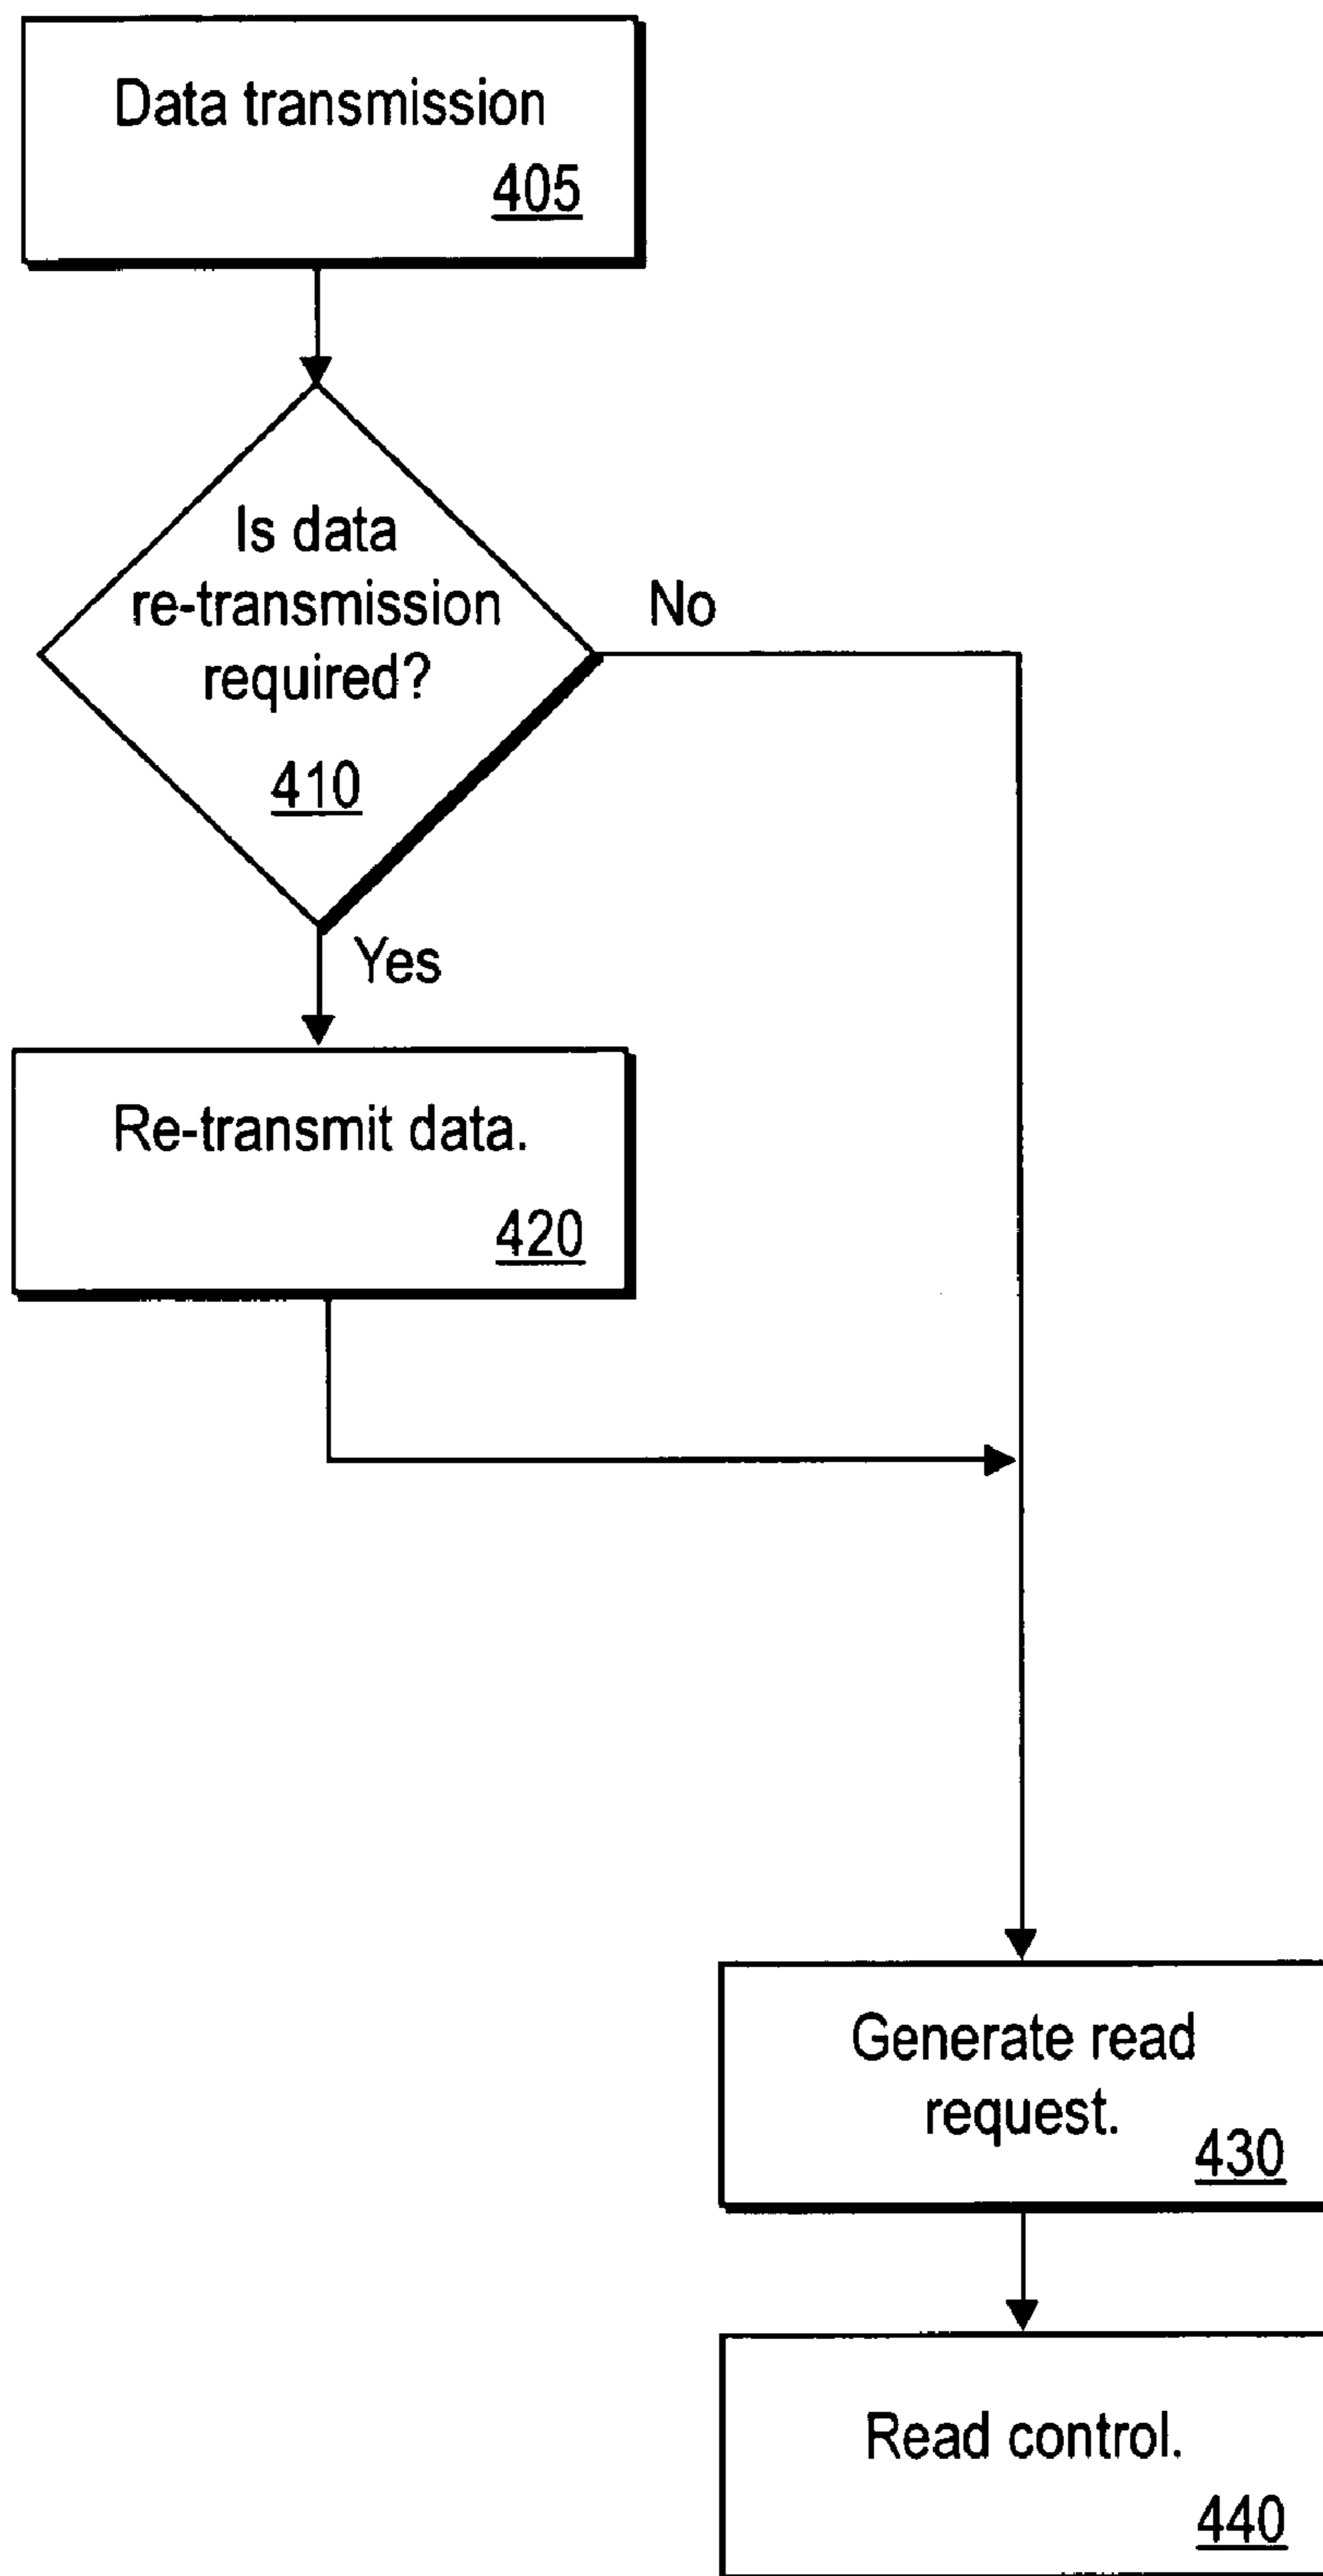 Data transmission
405
Is data
re-transmission
required?
410
No
Yes
Re-transmit data.
420
Generate read
request.
430
Read control.
440